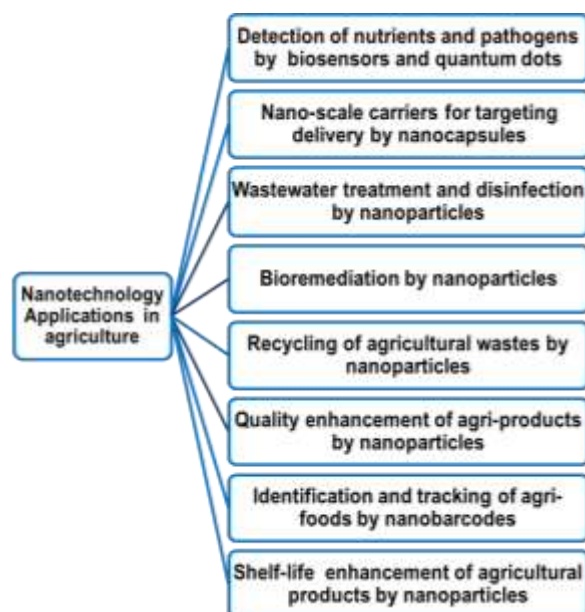 Detection of nutrients and pathogens
by biosensors and quantum dots
Nano-scale carriers for targeting
delivery by nanocapsules
Wastewater treatment and disinfection
by nanoparticles
Nanotechnology
Applications in
agriculture
Bioremediation by nanoparticles
Recycling of agricultural wastes by
nanoparticles
Quality enhancement of agri-products
by nanoparticles
Identification and tracking of agri-
foods by nanobarcodes
Shelf-life enhancement of agricultural
products by nanoparticles